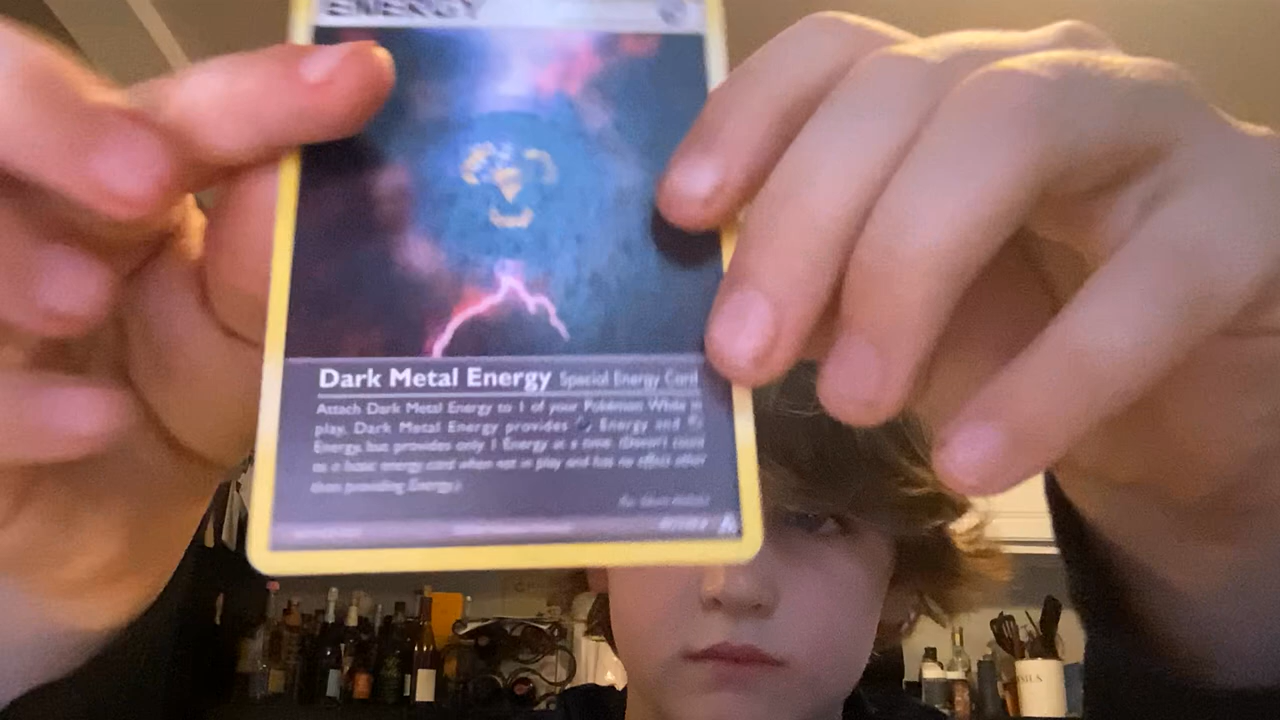 ENERGY
Dark Metal Energy Special Energy Card
Attach Dark Metal Energy to 1 of your Pokémon. While in
play, Dark Metal Energy provides Energy and
Energy, but provides only 1 Energy at a time. (Doesn't count
as a basic energy card when not in play and has no effect other
than providing Energy.)